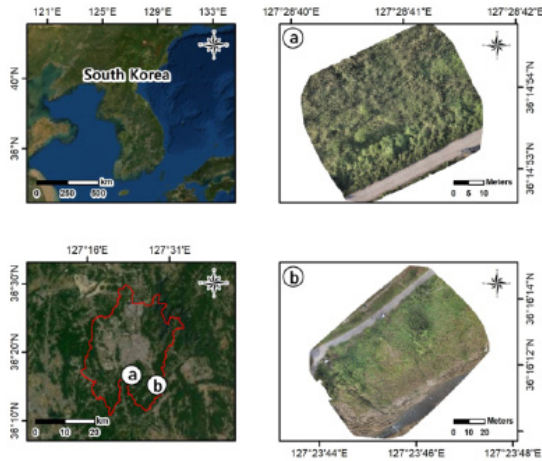 121°E 125°E 129°E 133°E
40°N
36°N
South Korea
0 250 500
km
127°28'40" 127°28'41" 127°28'42"
a
36°14'54"
36°14'53"
Meters
0 5 10
127°16'E 127°31'E
36°30'N
36°20'N
36°10'N
a
b
km
0 10 20
b
36°16'14"
36°16'12"
Meters
0 10 20
127°23'44" 127°23'46" 127°23'48"